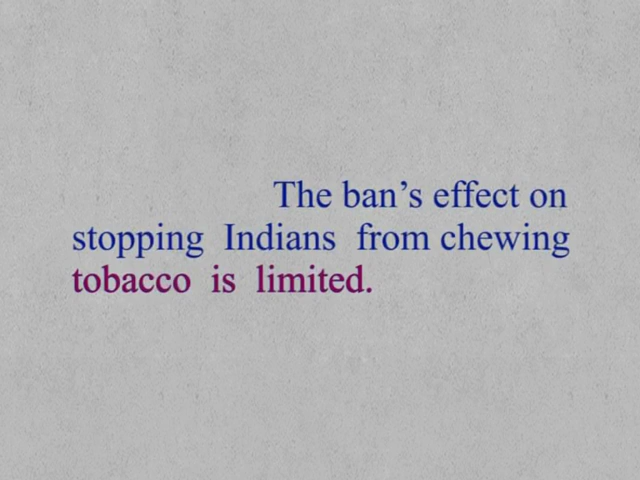 The ban’s effect on
stopping Indians from chewing
tobacco is limited.